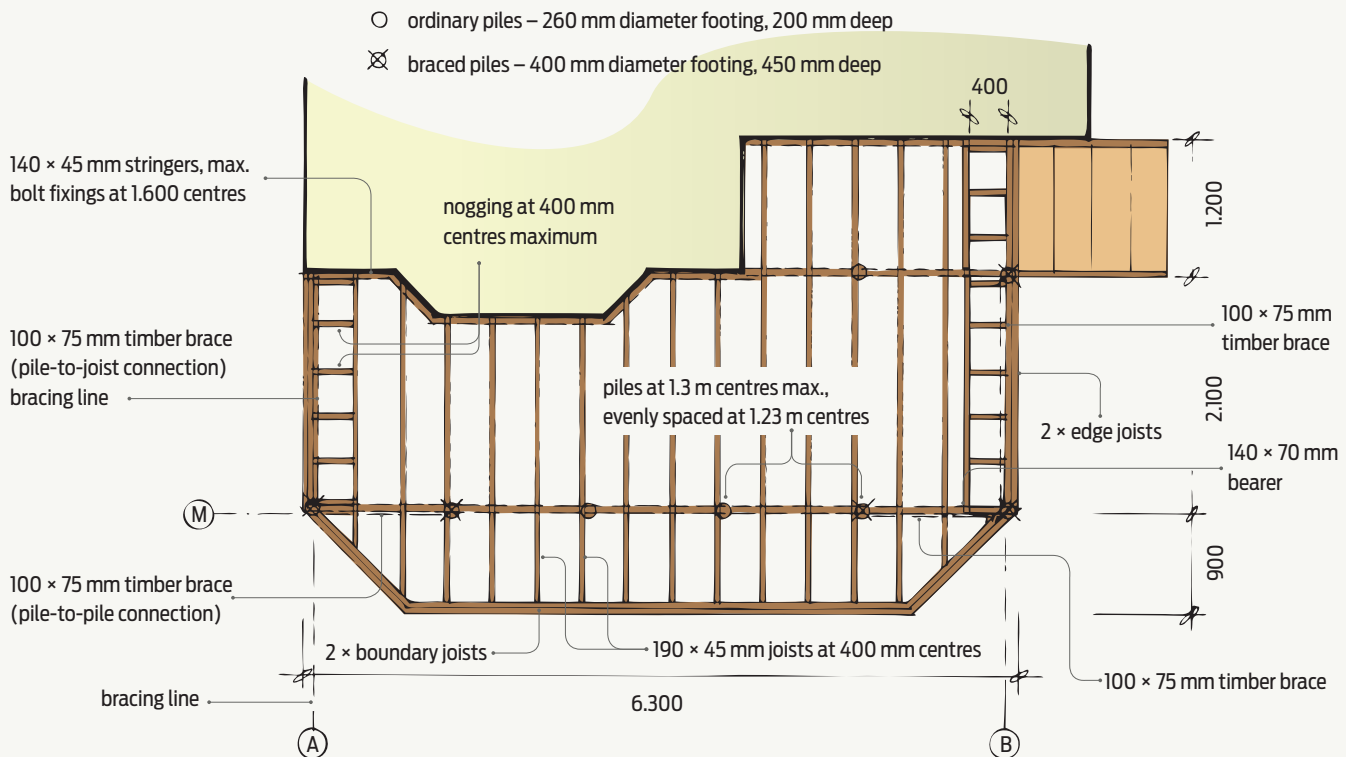 ordinary piles – 260 mm diameter footing, 200 mm deep
braced piles – 400 mm diameter footing, 450 mm deep
400
140 × 45 mm stringers, max.
bolt fixings at 1.600 centres
nogging at 400 mm
centres maximum
1.200
100 × 75 mm timber brace
(pile-to-joist connection)
bracing line
100 × 75 mm
timber brace
piles at 1.3 m centres max.,
evenly spaced at 1.23 m centres
2.100
2 × edge joists
140 × 70 mm
bearer
M
900
100 × 75 mm timber brace
(pile-to-pile connection)
2 × boundary joists
190 × 45 mm joists at 400 mm centres
100 × 75 mm timber brace
bracing line
6.300
A
B